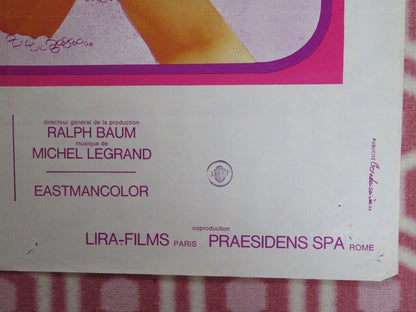 directeur général de la production
RALPH BAUM
musique de
MICHEL LEGRAND
EASTMANCOLOR
coproduction
LIRA-FILMS PARIS PRAESIDENS SPA ROME
PUBLICITÉ